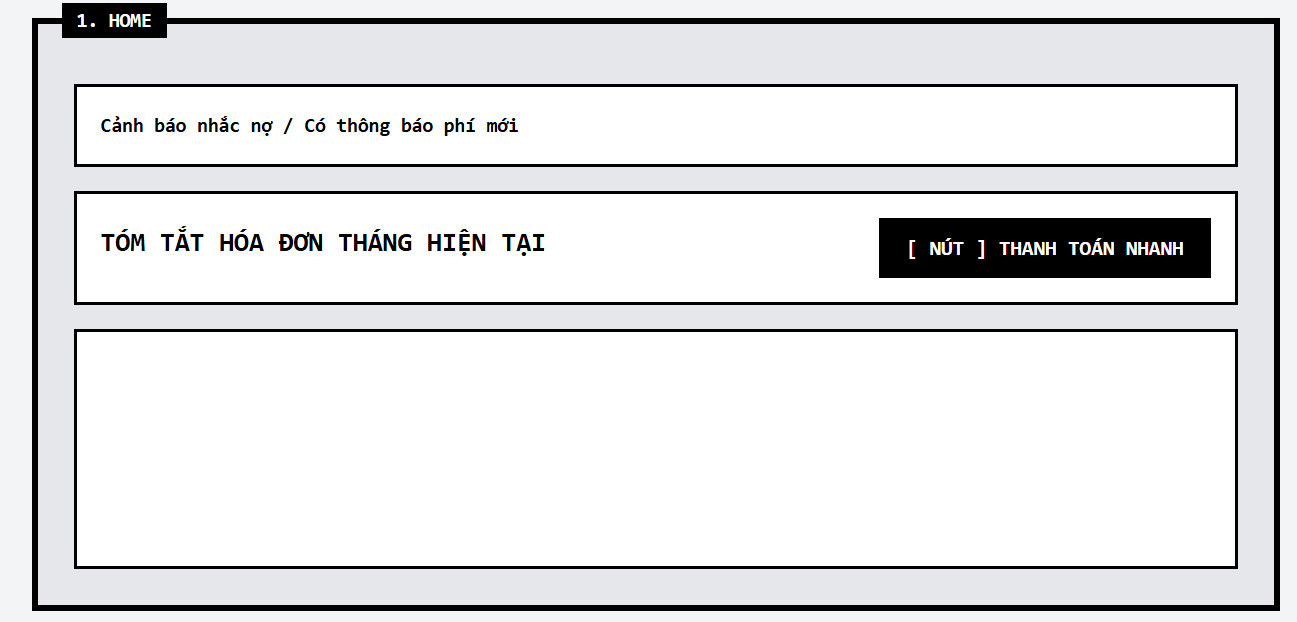 1. HOME
Cảnh báo nhắc nợ / Có thông báo phí mới
TÓM TẮT HÓA ĐƠN THÁNG HIỆN TẠI
[ NÚT ] THANH TOÁN NHANH